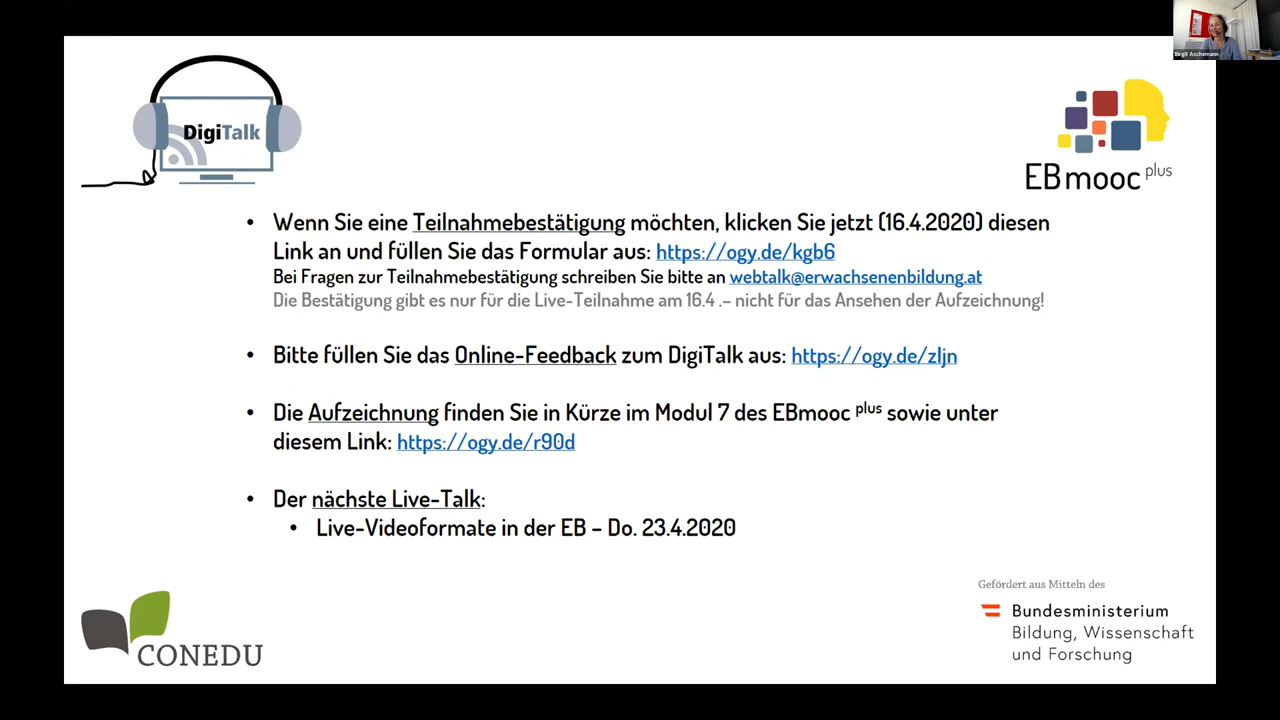 Birgit Aschemann
DigiTalk
EBmooc plus
• Wenn Sie eine Teilnahmebestätigung möchten, klicken Sie jetzt (16.4.2020) diesen
Link an und füllen Sie das Formular aus: https://ogy.de/kgb6
Bei Fragen zur Teilnahmebestätigung schreiben Sie bitte an webtalk@erwachsenenbildung.at
Die Bestätigung gibt es nur für die Live-Teilnahme am 16.4 .– nicht für das Ansehen der Aufzeichnung!
• Bitte füllen Sie das Online-Feedback zum DigiTalk aus: https://ogy.de/zljn
• Die Aufzeichnung finden Sie in Kürze im Modul 7 des EBmooc plus sowie unter
diesem Link: https://ogy.de/r90d
• Der nächste Live-Talk:
• Live-Videoformate in der EB – Do. 23.4.2020
CONEDU
Gefördert aus Mitteln des
Bundesministerium
Bildung, Wissenschaft
und Forschung